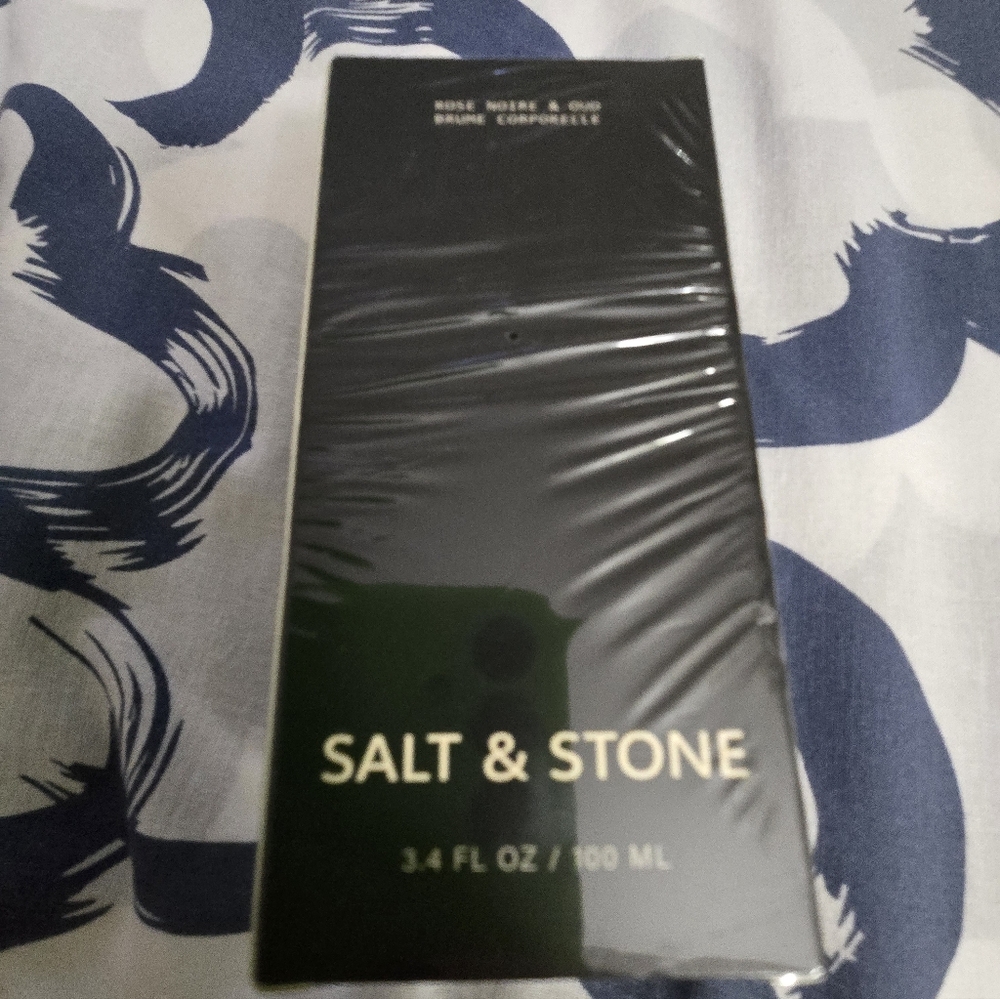 ROSE NOIRE & OUD
BRUME CORPORELLE
SALT & STONE
3.4 FL OZ / 100 ML